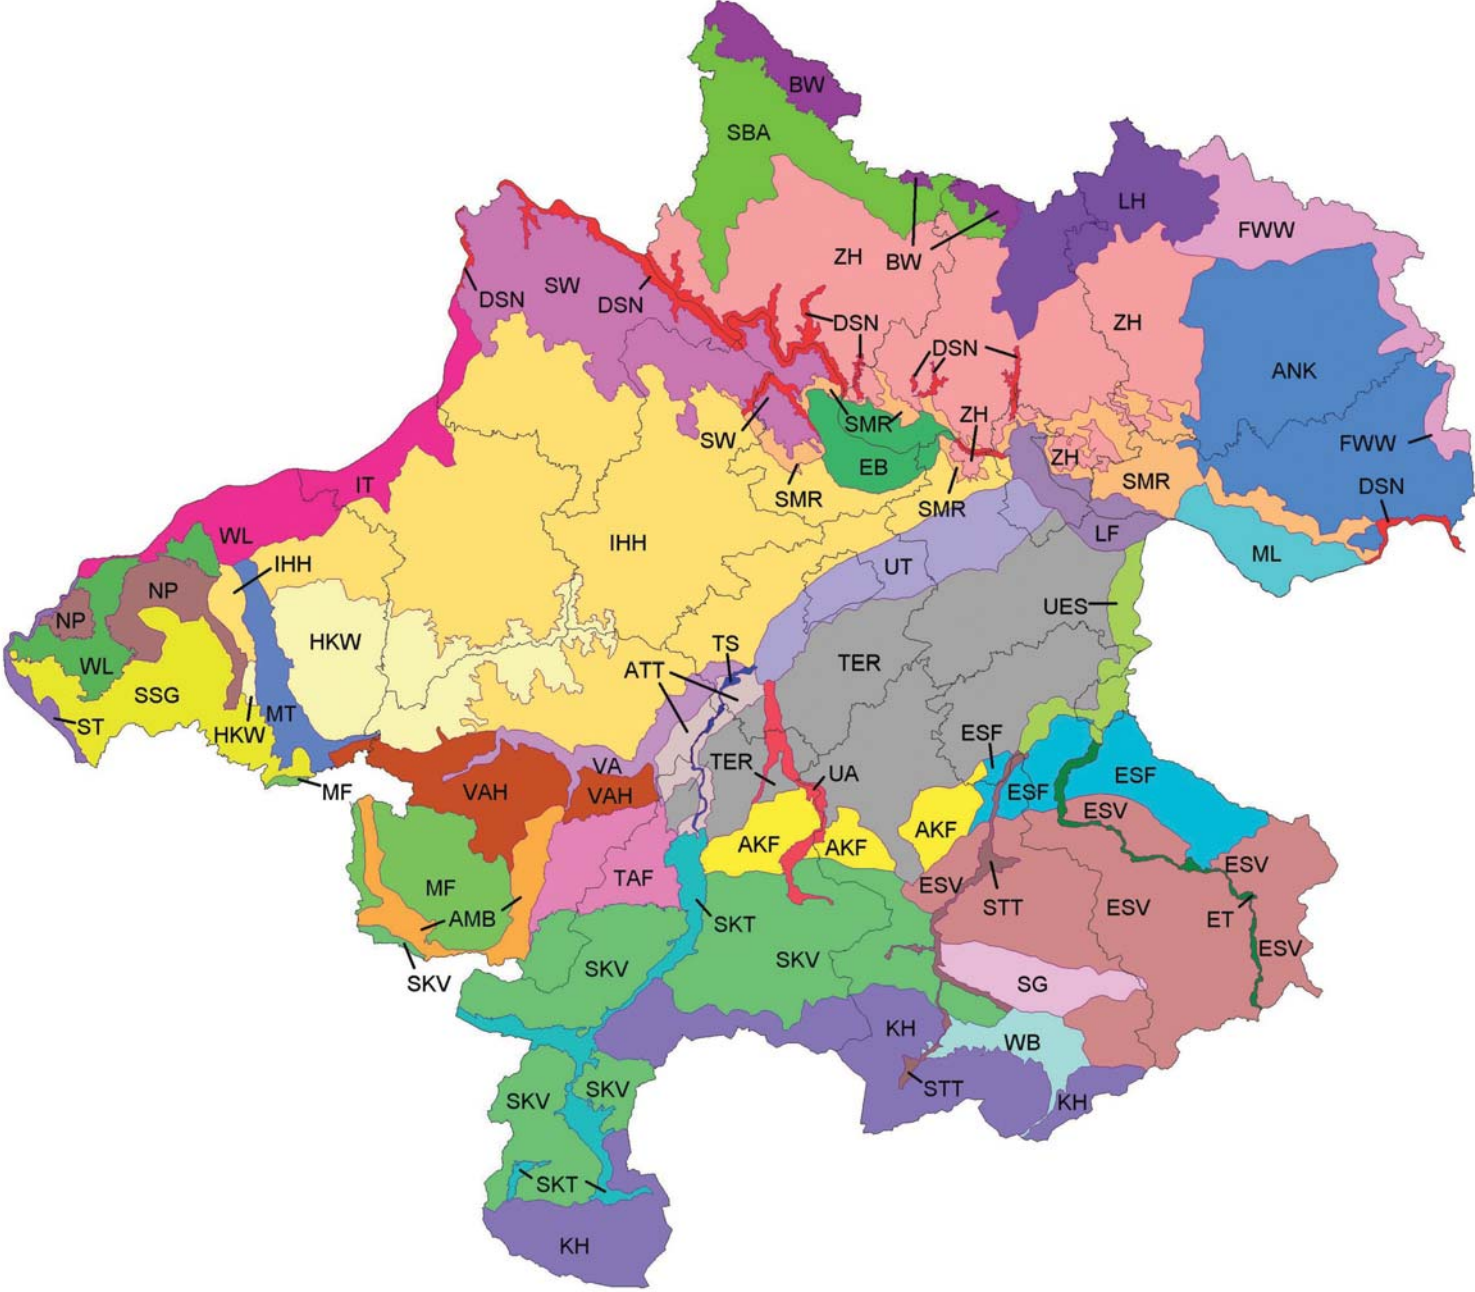 BW
SBA
LH
FWW
ZH
BW
DSN
SW
DSN
DSN
ZH
DSN
ANK
ZH
SMR
SW
FWW
ZH
EB
SMR
SMR
SMR
DSN
IT
WL
IHH
UT
LF
ML
IHH
NP
UES
NP
HKW
TS
WL
ATT
TER
SSG
MT
ST
HKW
ESF
VA
TER
UA
ESF
MF
VAH
VAH
ESF
ESV
AKF
AKF
AKF
ESV
MF
TAF
ESV
STT
ESV
AMB
SKT
ET
ESV
SKV
SKV
SKV
SG
KH
WB
SKV
SKV
STT
KH
SKT
KH